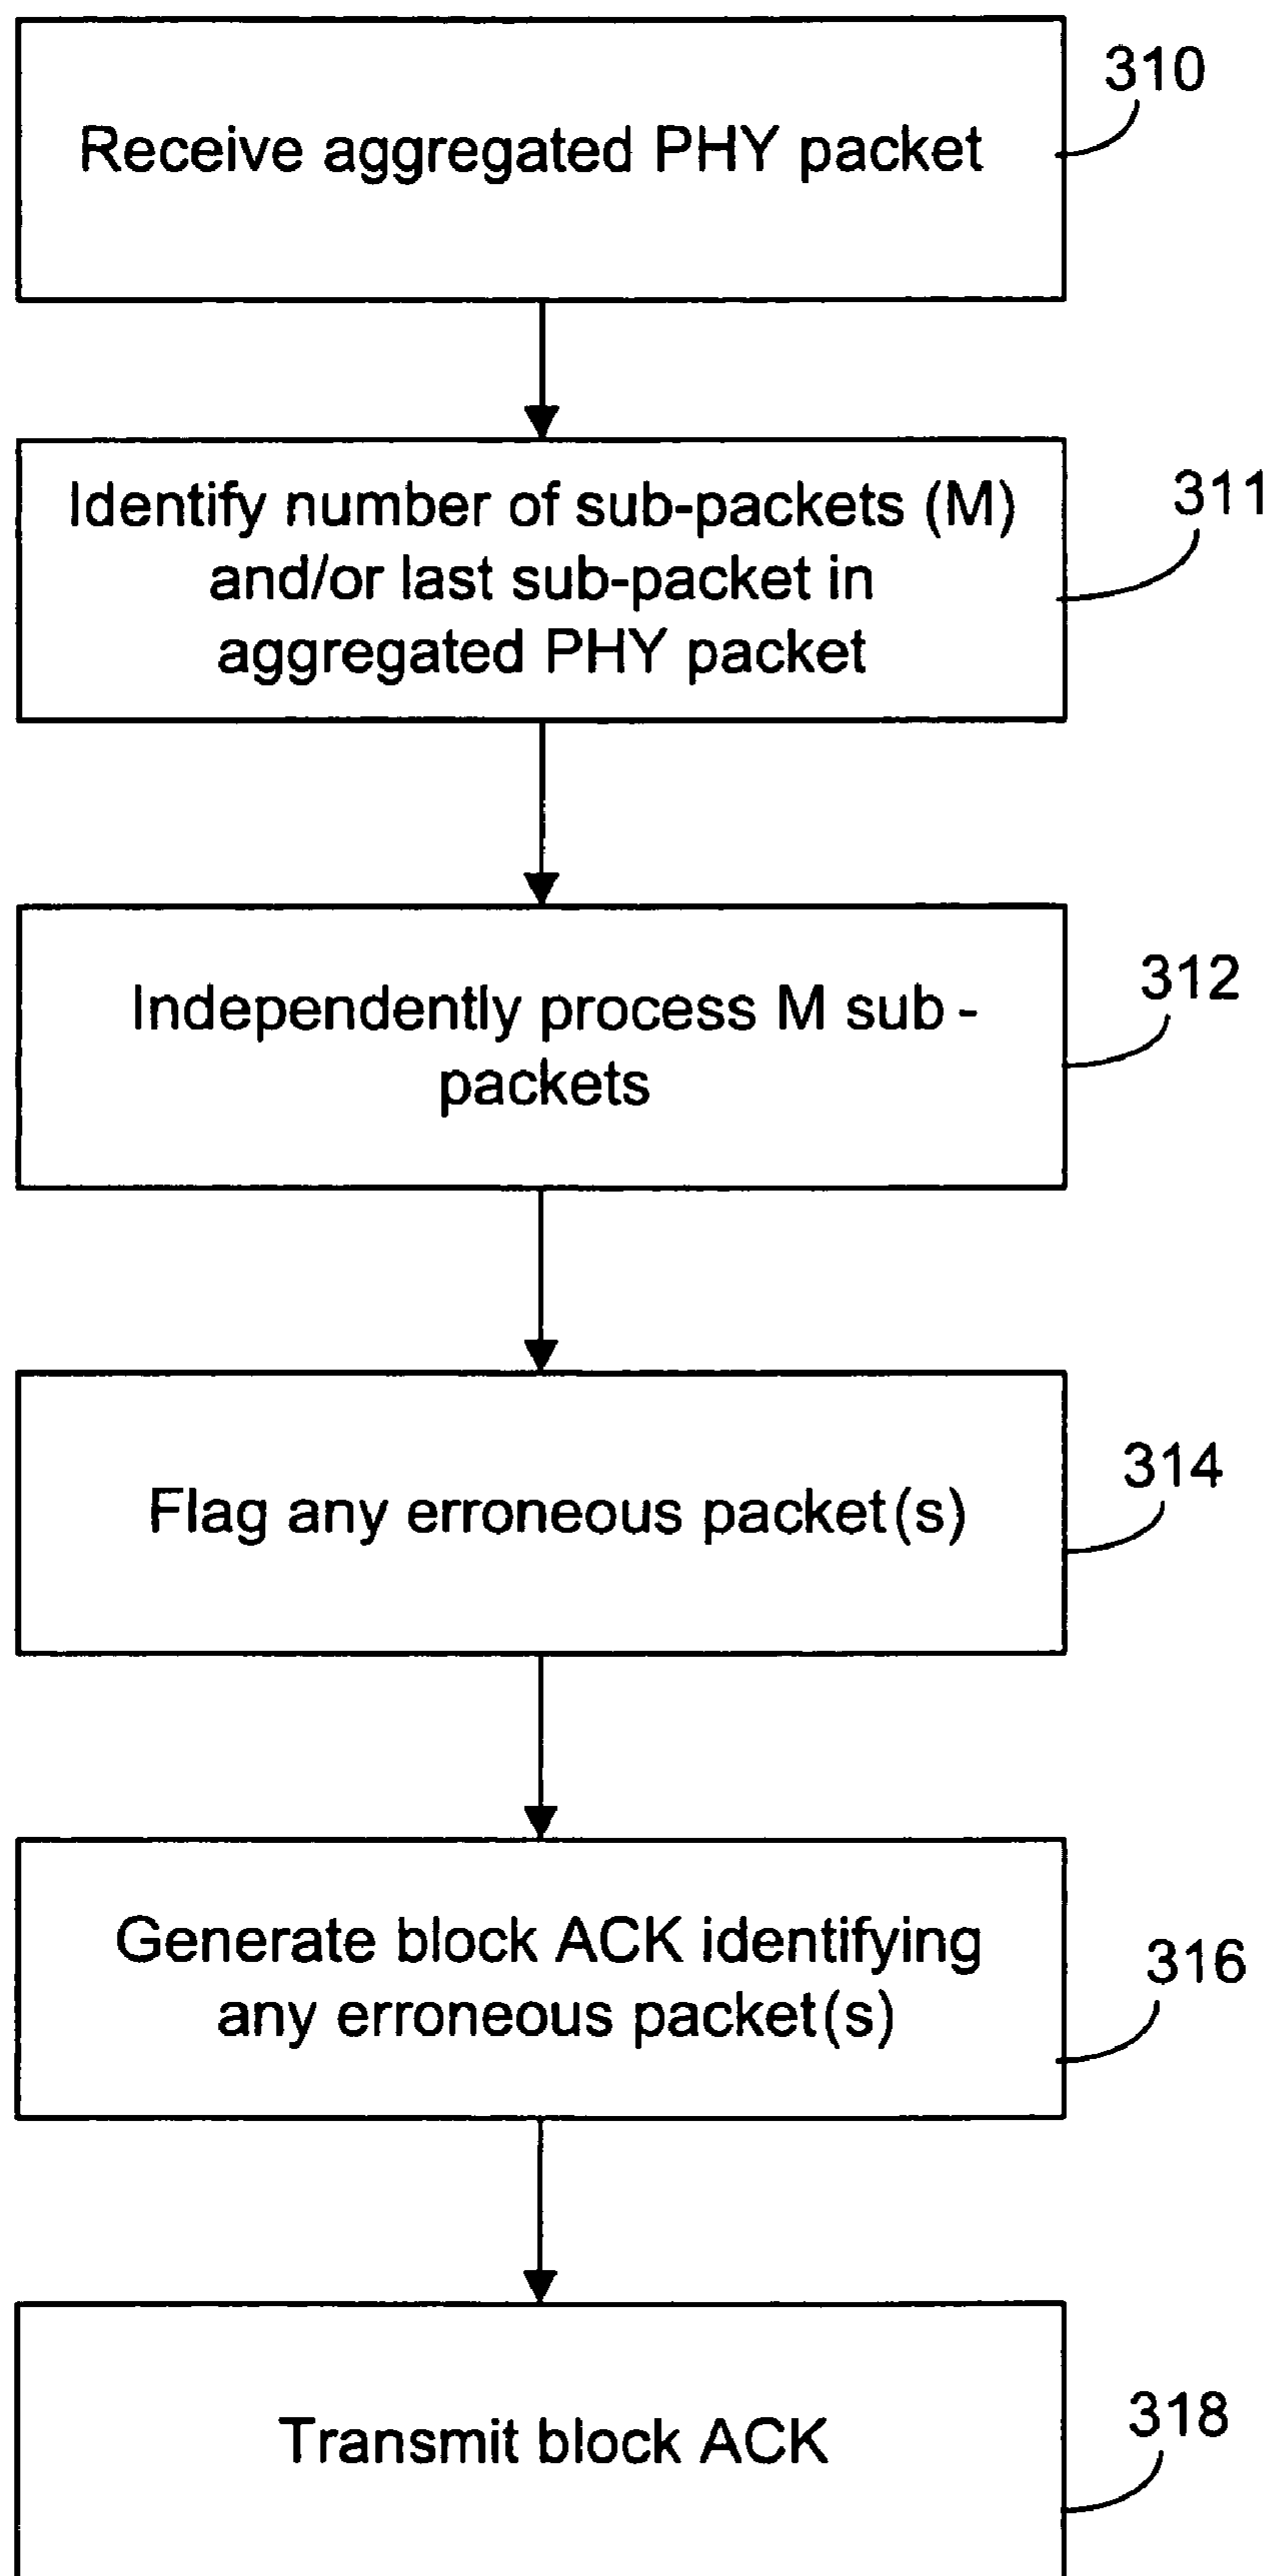 Receive aggregated PHY packet
310
Identify number of sub-packets (M)
and/or last sub-packet in
aggregated PHY packet
311
Independently process M sub -
packets
312
Flag any erroneous packet(s)
314
Generate block ACK identifying
any erroneous packet(s)
316
Transmit block ACK
318